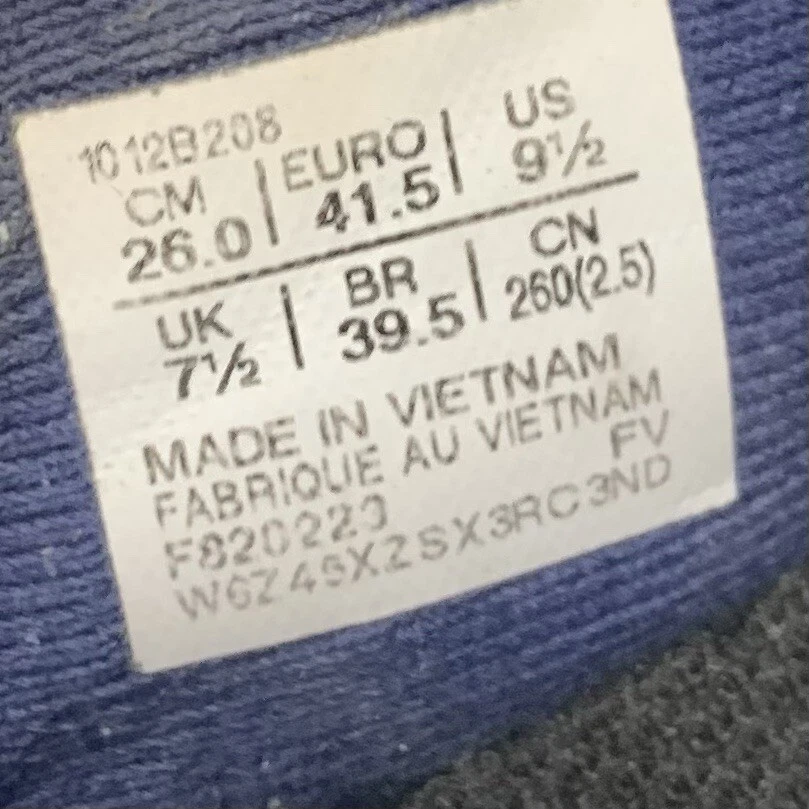 1012B208
CM | EURO | US
26.0 | 41.5 | 9½
UK | BR | CN
7½ | 39.5 | 260(2.5)
MADE IN VIETNAM
FABRIQUE AU VIETNAM
FV
F820223